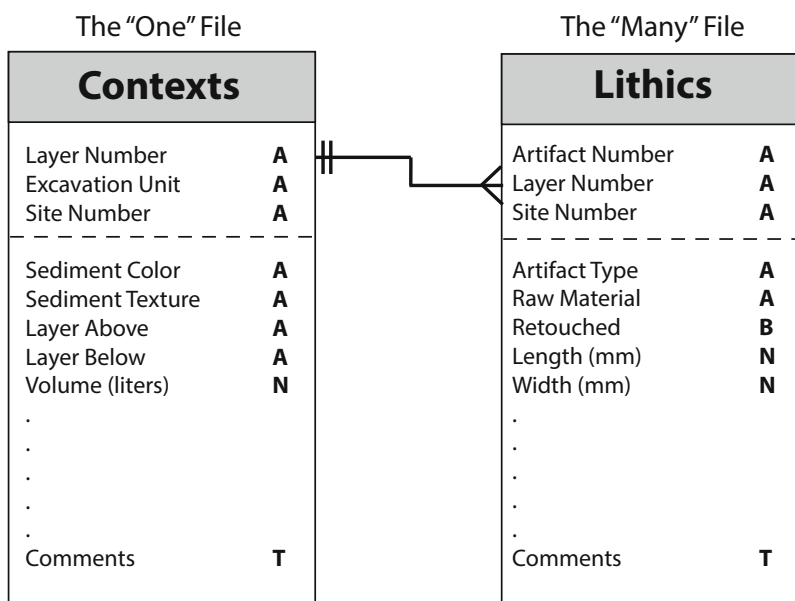 The “One” File
Contexts
Layer Number A
Excavation Unit A
Site Number A
Sediment Color A
Sediment Texture A
Layer Above A
Layer Below A
Volume (liters) N
.
.
.
.
.
Comments T
The “Many” File
Lithics
Artifact Number A
Layer Number A
Site Number A
Artifact Type A
Raw Material A
Retouched B
Length (mm) N
Width (mm) N
.
.
.
.
.
Comments T